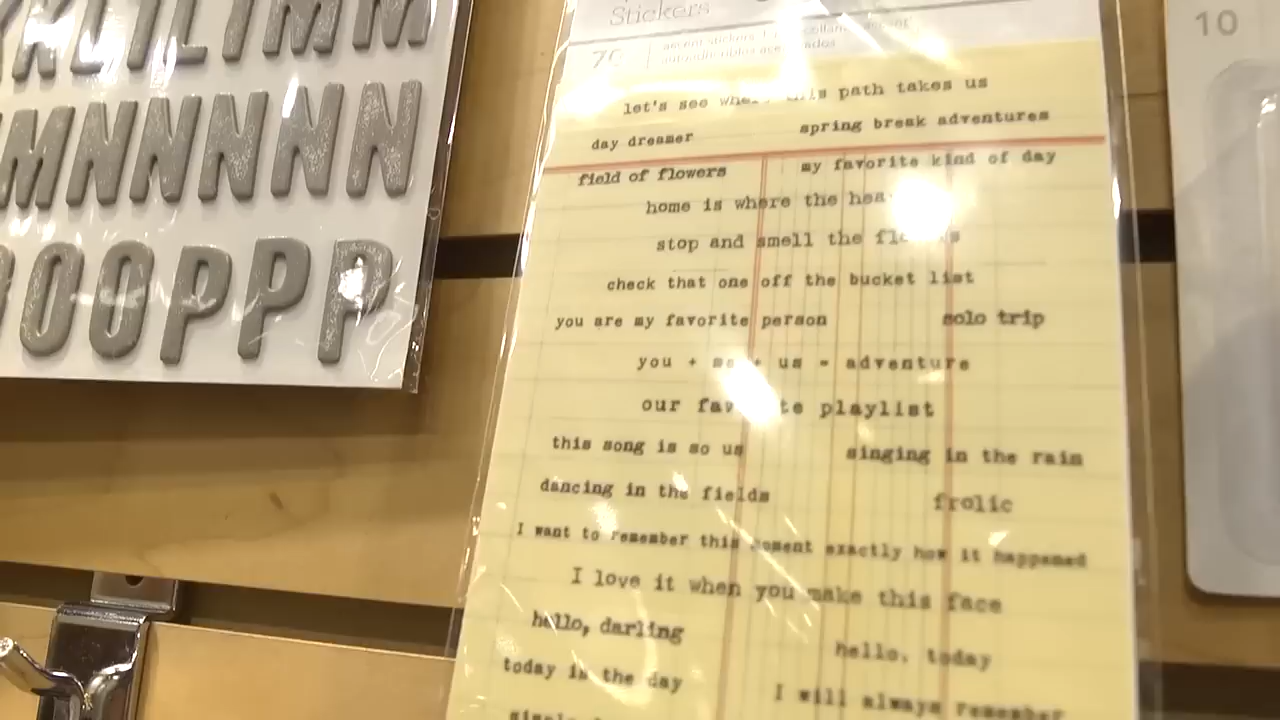 Stickers
let's see this path takes us
day dreamer spring break adventures
field of flowers my favorite kind of day
home is where the
stop and smell the
check that one off the bucket list
you are my favorite person solo trip
you + + us = adventure
our playlist
this song is so us singing in the rain
dancing in the fields frolic
I want to remember this moment exactly how it happened
I love it when you make this face
hello, darling
hello, today
today is the day
I will always remember
M N N N N N
O O P P P
10